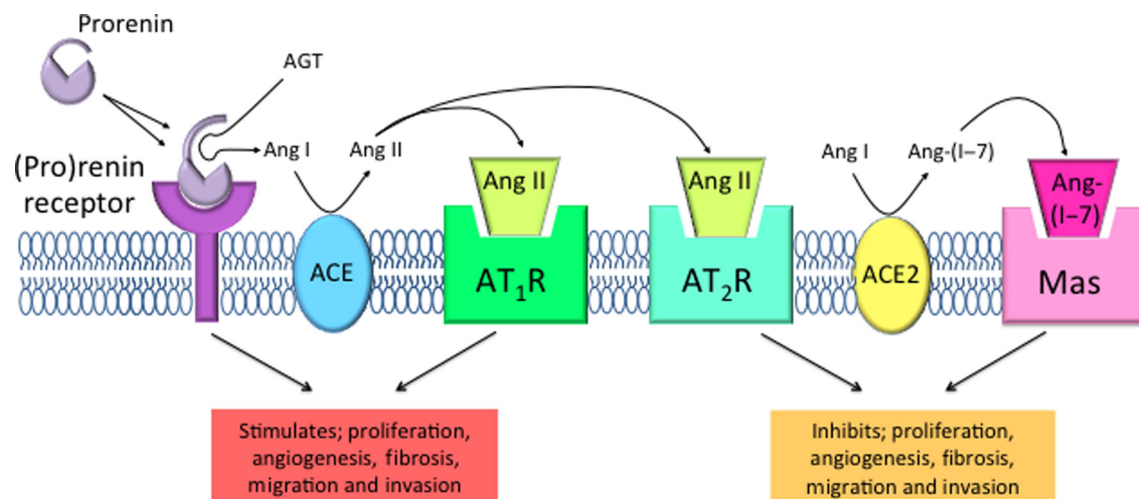 Prorenin
AGT
(Pro)renin
receptor
Ang I
Ang II
Ang II
Ang II
Ang I
Ang-(I–7)
Ang-
(I–7)
ACE
AT₁R
AT₂R
ACE2
Mas
Stimulates; proliferation,
angiogenesis, fibrosis,
migration and invasion
Inhibits; proliferation,
angiogenesis, fibrosis,
migration and invasion